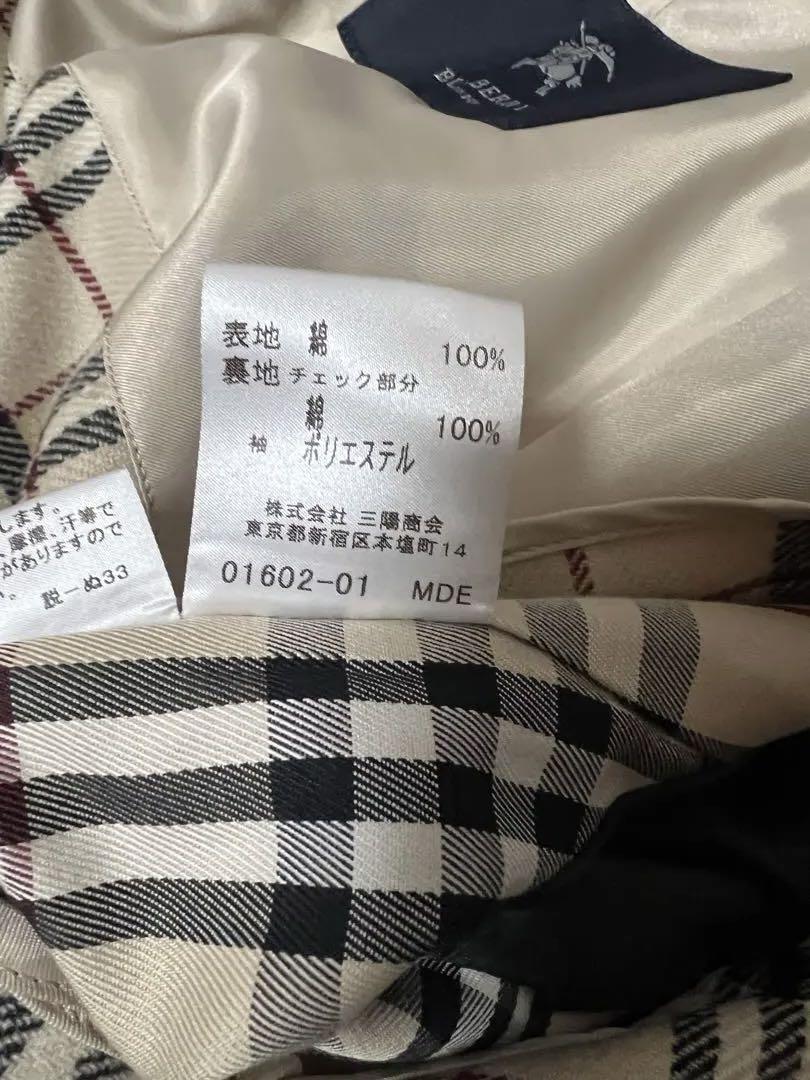 表地 綿 100%
裏地 チェック部分
綿 100%
袖 ポリエステル
株式会社 三陽商会
東京都新宿区本塩町14
01602-01 MDE
します。
、摩擦、汗等で
がありますので
。
説-ぬ33